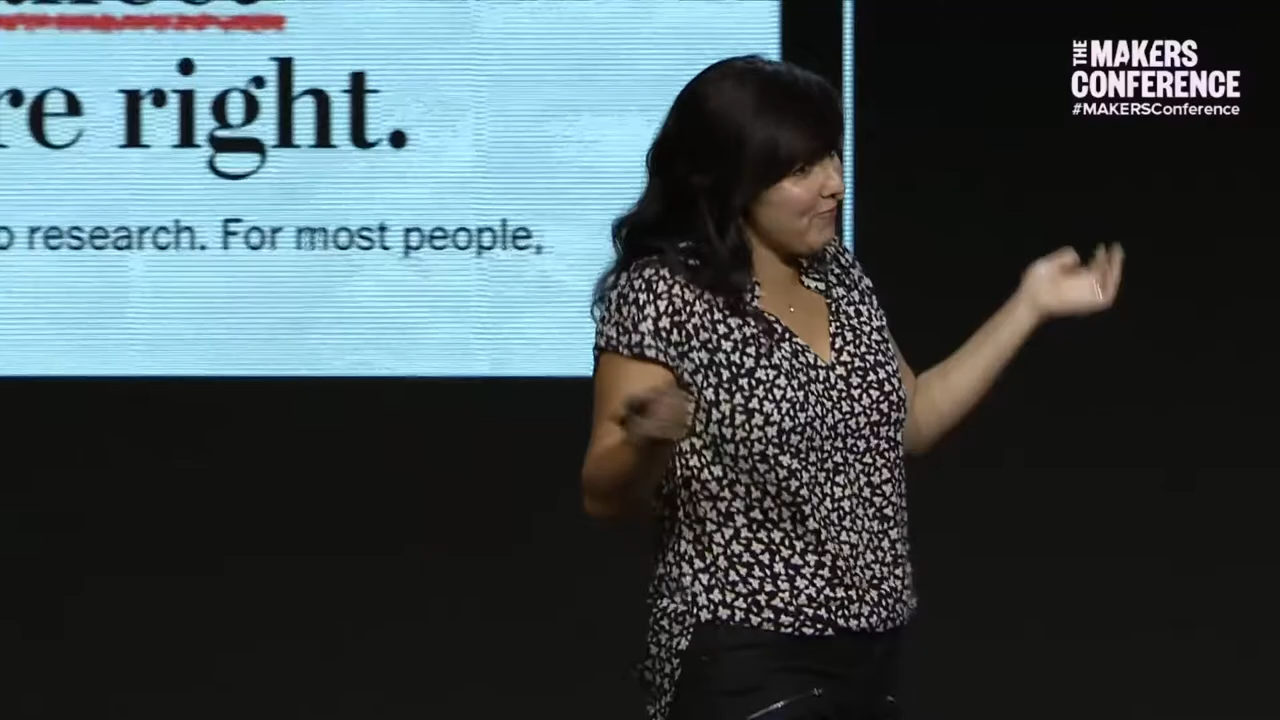 re right.
o research. For most people,
THE MAKERS
CONFERENCE
#MAKERSConference